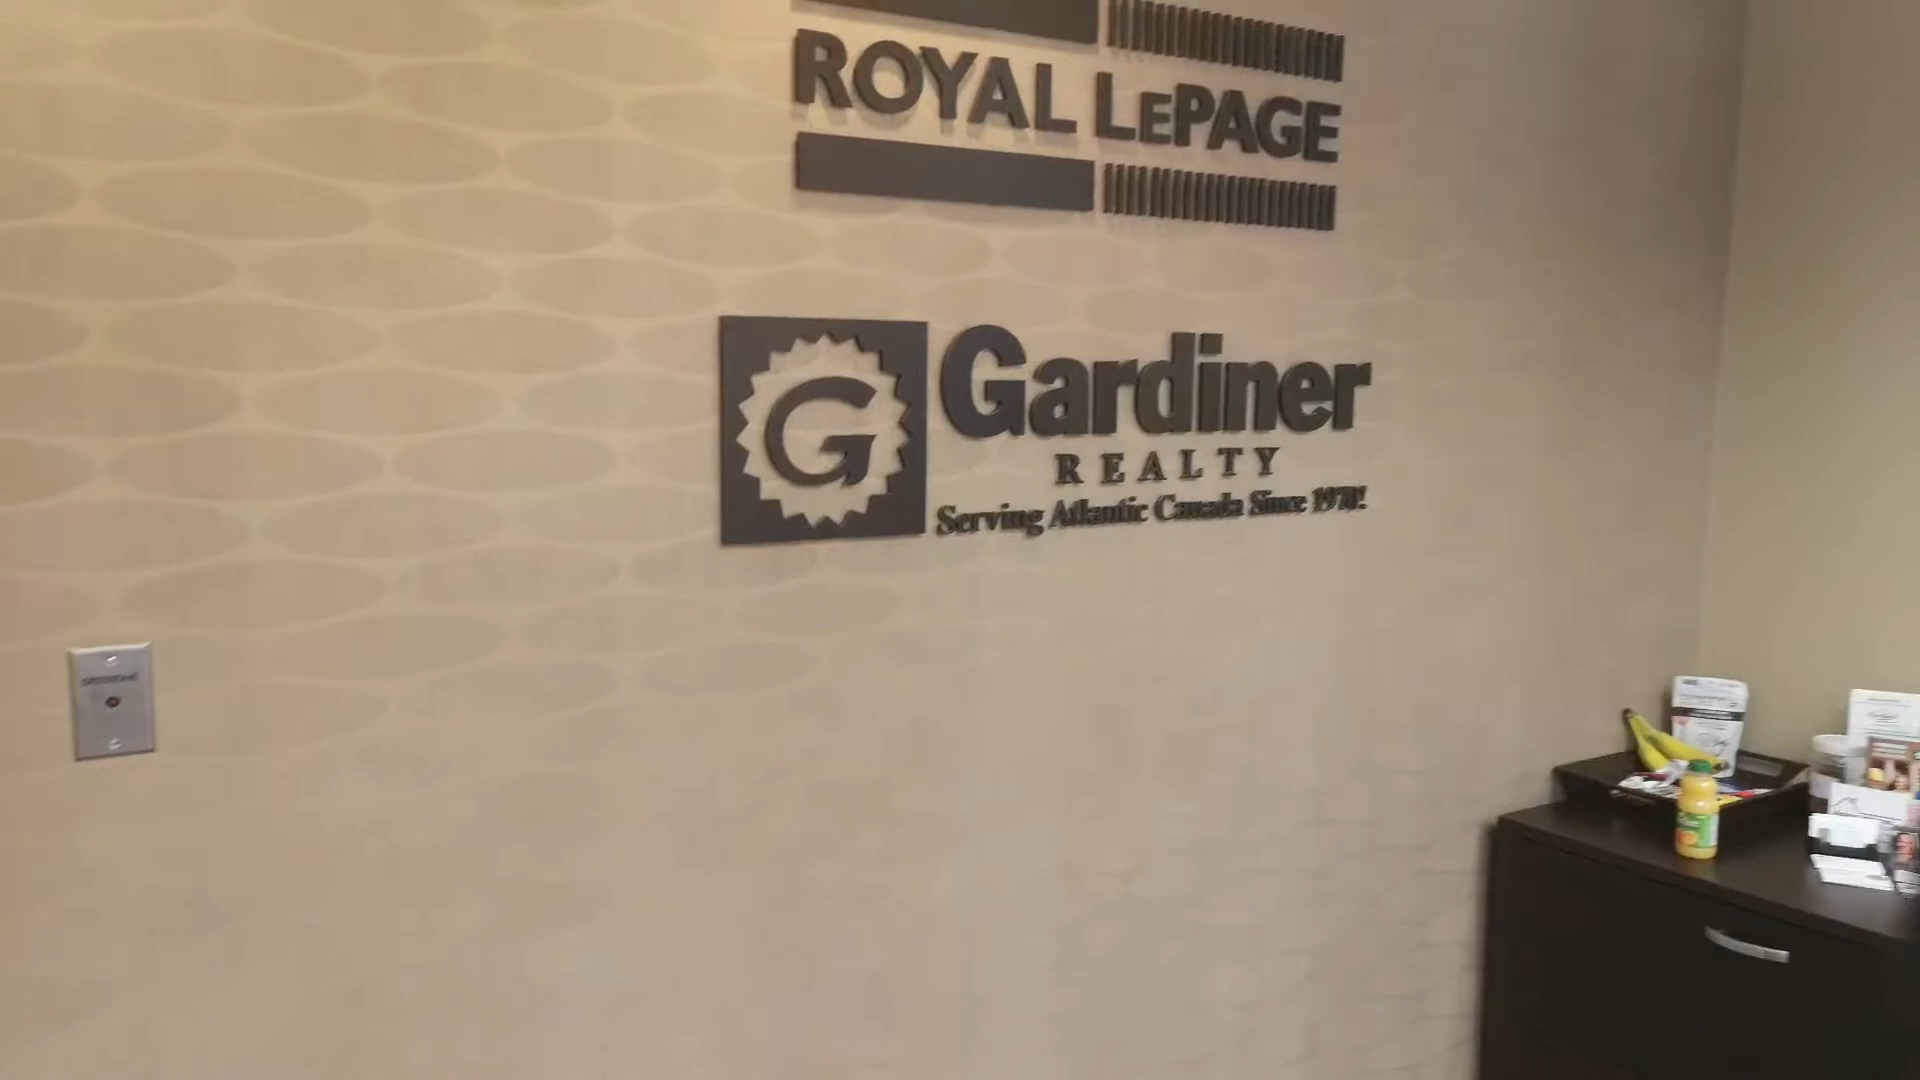 ROYAL LEPAGE
G
Gardiner
REALTY
Serving Atlantic Canada Since 1970!